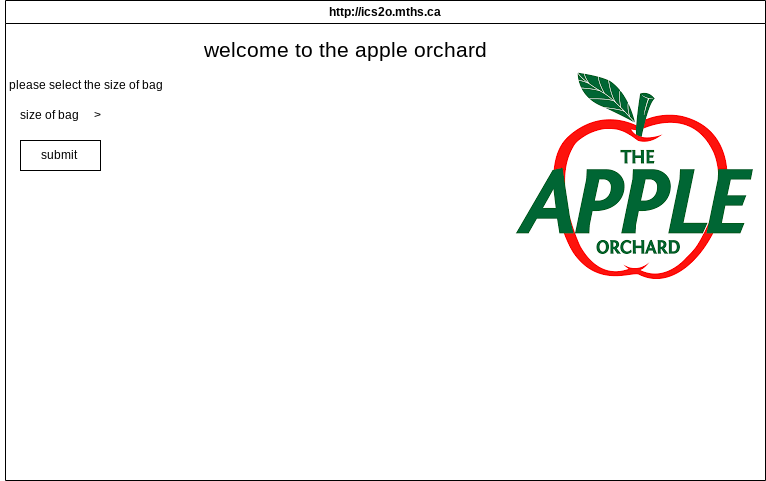 http://ics2o.mths.ca
welcome to the apple orchard
please select the size of bag
size of bag >
submit
THE
APPLE
ORCHARD